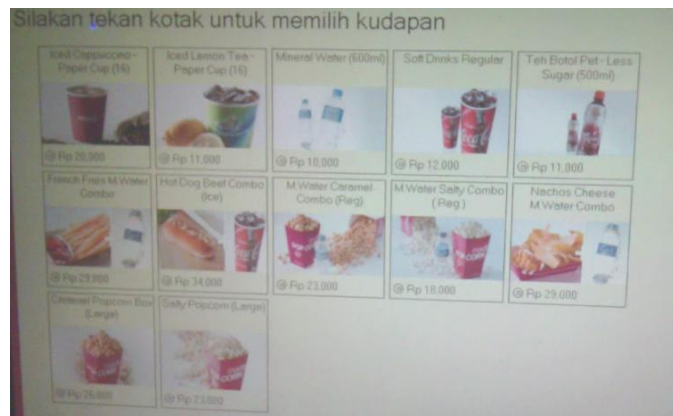 Silakan tekan kotak untuk memilih kudapan
Iced Cappuccino -
Paper Cup (16)
@ Rp 20,000
Iced Lemon Tea -
Paper Cup (16)
@ Rp 11,000
Mineral Water (600ml)
@ Rp 10,000
Soft Drinks Regular
@ Rp 12,000
Teh Botol Pet - Less
Sugar (500ml)
@ Rp 11,000
French Fries M.Water
Combo
@ Rp 29,000
Hot Dog Beef Combo
(Ice)
@ Rp 34,000
M.Water Caramel
Combo (Reg)
@ Rp 23,000
M.Water Salty Combo
(Reg)
@ Rp 18,000
Nachos Cheese
M.Water Combo
@ Rp 29,000
Caramel Popcorn Box
(Large)
@ Rp 26,000
Salty Popcorn (Large)
@ Rp 23,000